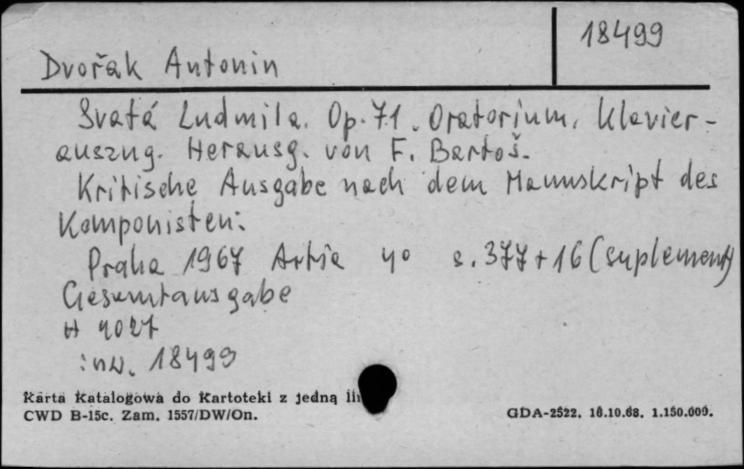 18499
Dvořák Antonin
Svatá Ludmila. Op. 71. Oratorium. Klavier-
auszug. Herausg. von F. Bartoš.
Kritische Ausgabe nach dem Manuskript des
Komponisten:
Praha 1967 Artia 4o s. 377 + 16 (suplement)
Gesamtausgabe
H 4027
inw. 18499
Karta Katalogowa do Kartoteki z jedną
CWD B-15c. Zam. 1557/DW/On.
GDA-2522. 18.10.68. 1.150.000.